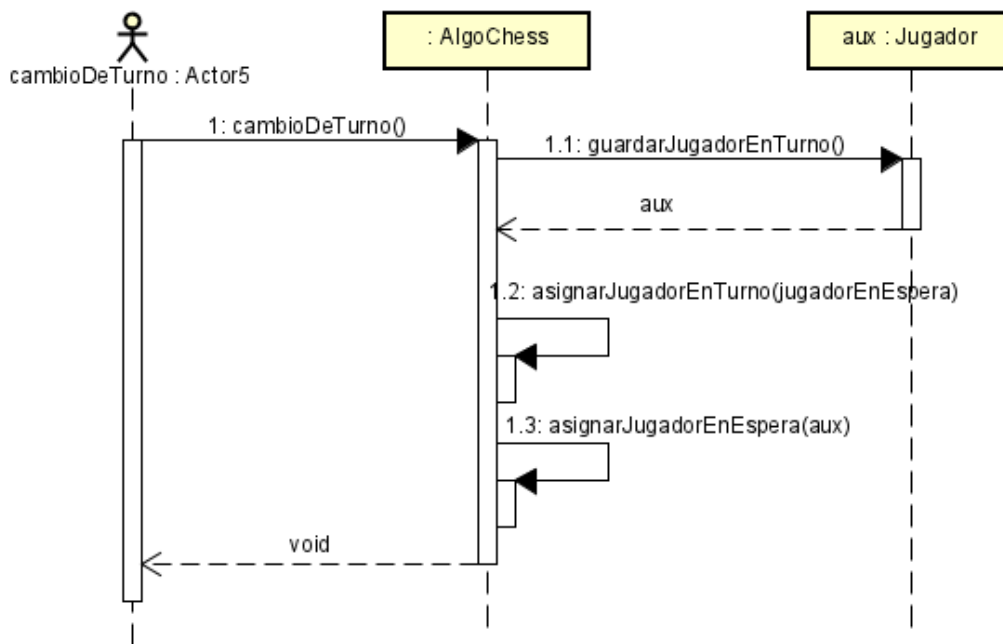 : AlgoChess
aux : Jugador
cambioDeTurno : Actor5
1: cambioDeTurno()
1.1: guardarJugadorEnTurno()
aux
1.2: asignarJugadorEnTurno(jugadorEnEspera)
1.3: asignarJugadorEnEspera(aux)
void